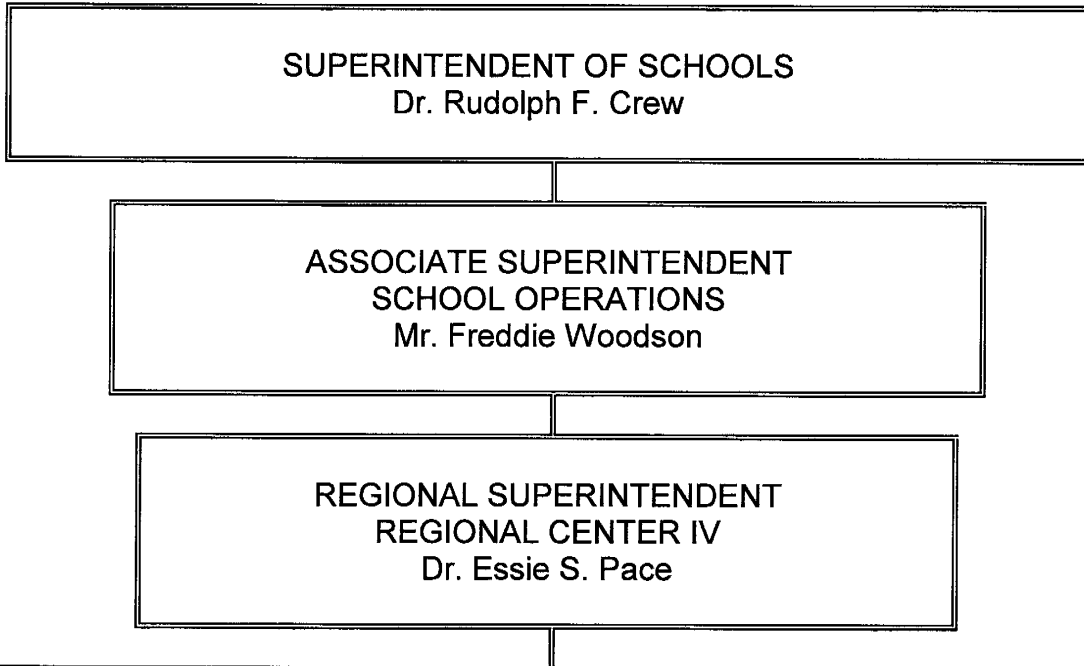 SUPERINTENDENT OF SCHOOLS
Dr. Rudolph F. Crew
ASSOCIATE SUPERINTENDENT
SCHOOL OPERATIONS
Mr. Freddie Woodson
REGIONAL SUPERINTENDENT
REGIONAL CENTER IV
Dr. Essie S. Pace